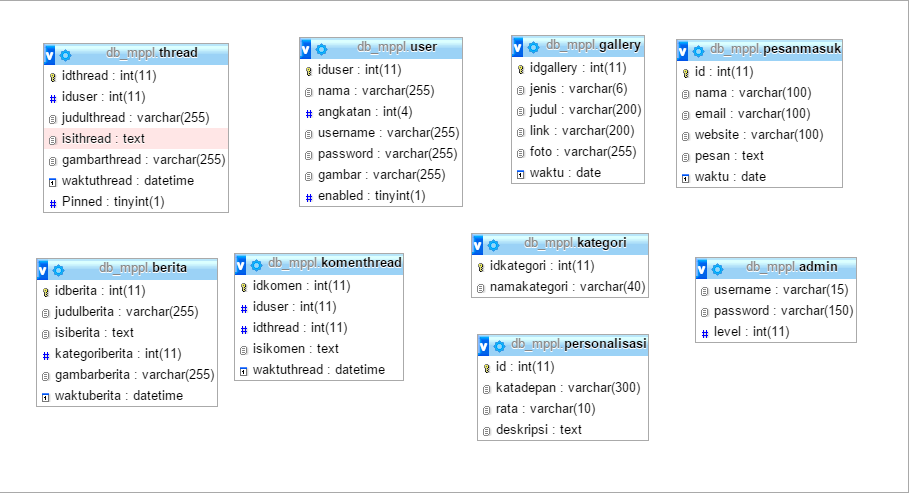 db_mppl.thread
idthread : int(11)
iduser : int(11)
judulthread : varchar(255)
isithread : text
gambarthread : varchar(255)
waktuthread : datetime
Pinned : tinyint(1)
db_mppl.user
iduser : int(11)
nama : varchar(255)
angkatan : int(4)
username : varchar(255)
password : varchar(255)
gambar : varchar(255)
enabled : tinyint(1)
db_mppl.gallery
idgallery : int(11)
jenis : varchar(6)
judul : varchar(200)
link : varchar(200)
foto : varchar(255)
waktu : date
db_mppl.pesanmasuk
id : int(11)
nama : varchar(100)
email : varchar(100)
website : varchar(100)
pesan : text
waktu : date
db_mppl.berita
idberita : int(11)
judulberita : varchar(255)
isiberita : text
kategoriberita : int(11)
gambarberita : varchar(255)
waktuberita : datetime
db_mppl.komenthread
idkomen : int(11)
iduser : int(11)
idthread : int(11)
isikomen : text
waktuthread : datetime
db_mppl.kategori
idkategori : int(11)
namakategori : varchar(40)
db_mppl.personalisasi
id : int(11)
katadepan : varchar(300)
rata : varchar(10)
deskripsi : text
db_mppl.admin
username : varchar(15)
password : varchar(150)
level : int(11)